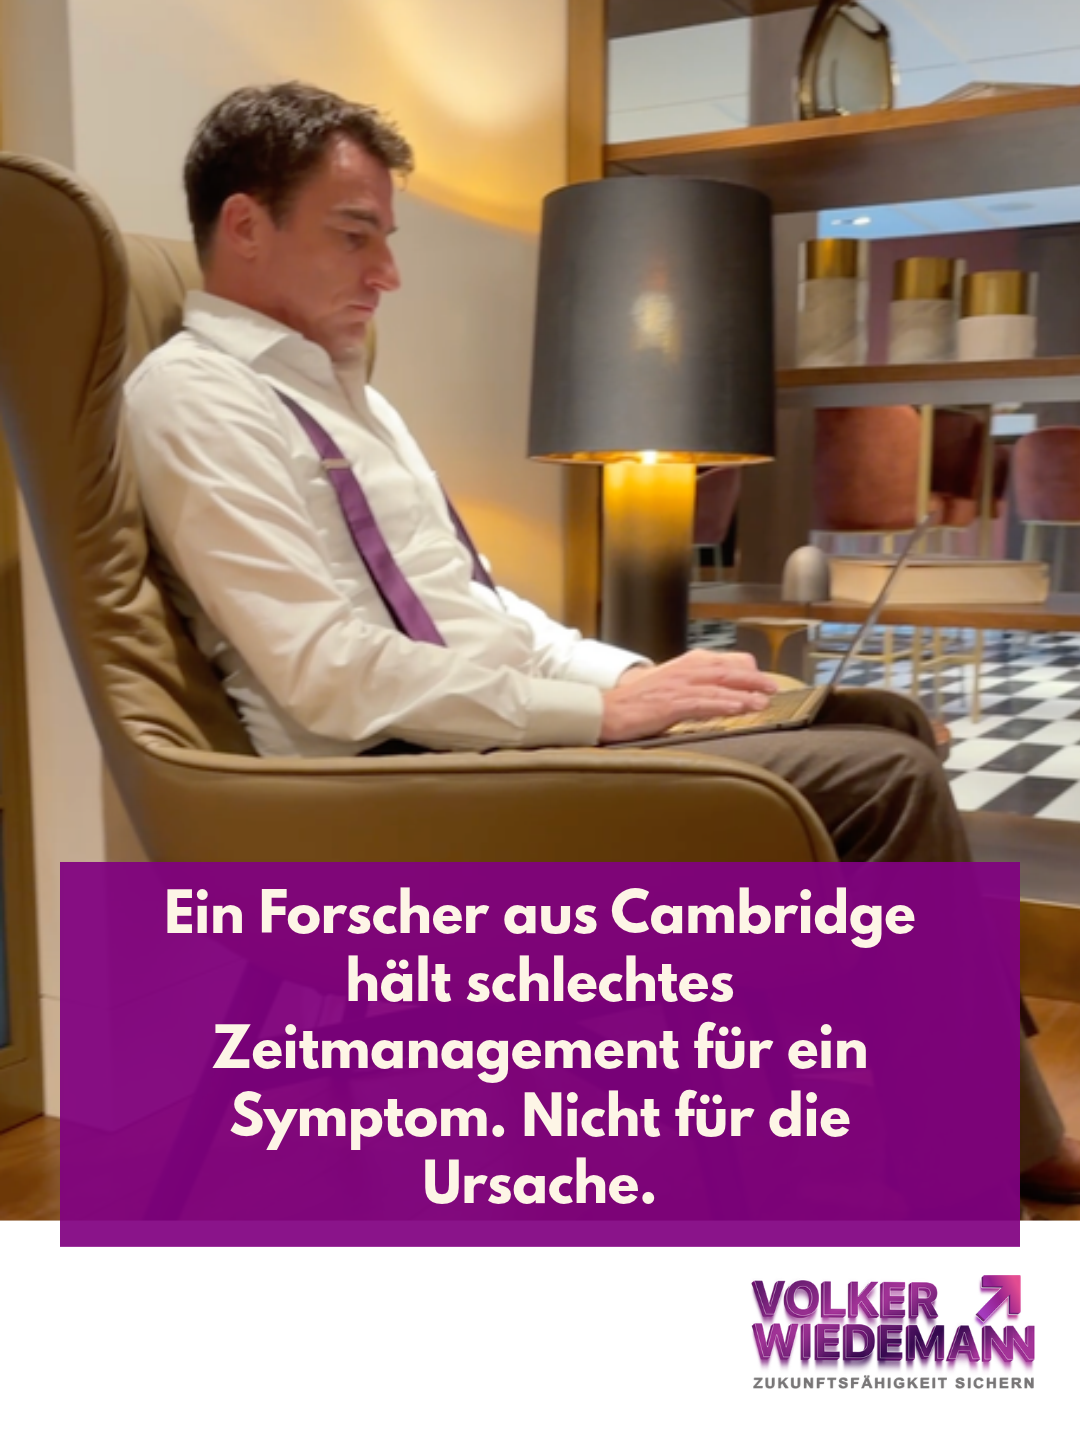 Ein Forscher aus Cambridge
hält schlechtes
Zeitmanagement für ein
Symptom. Nicht für die
Ursache.
VOLKER
WIEDEMANN
ZUKUNFTSFÄHIGKEIT SICHERN